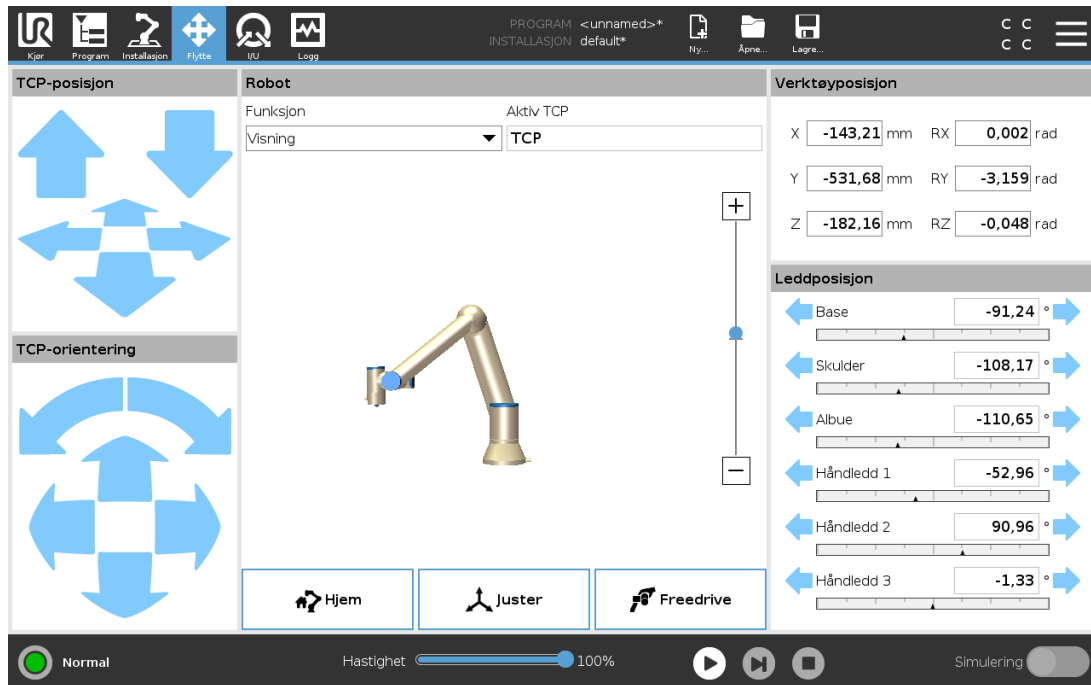 PROGRAM <unnamed>*
INSTALLASJON default*
Kjør Program Installasjon Flytte I/U Logg Ny... Åpne... Lagre...
C C
C C
TCP-posisjon
Robot
Verktøyposisjon
Funksjon Aktiv TCP
Visning TCP
X -143,21 mm RX 0,002 rad
Y -531,68 mm RY -3,159 rad
Z -182,16 mm RZ -0,048 rad
Leddposisjon
Base -91,24 °
TCP-orientering
Skulder -108,17 °
Albue -110,65 °
Håndledd 1 -52,96 °
Håndledd 2 90,96 °
Håndledd 3 -1,33 °
Hjem Juster Freedrive
Normal Hastighet 100% Simulering